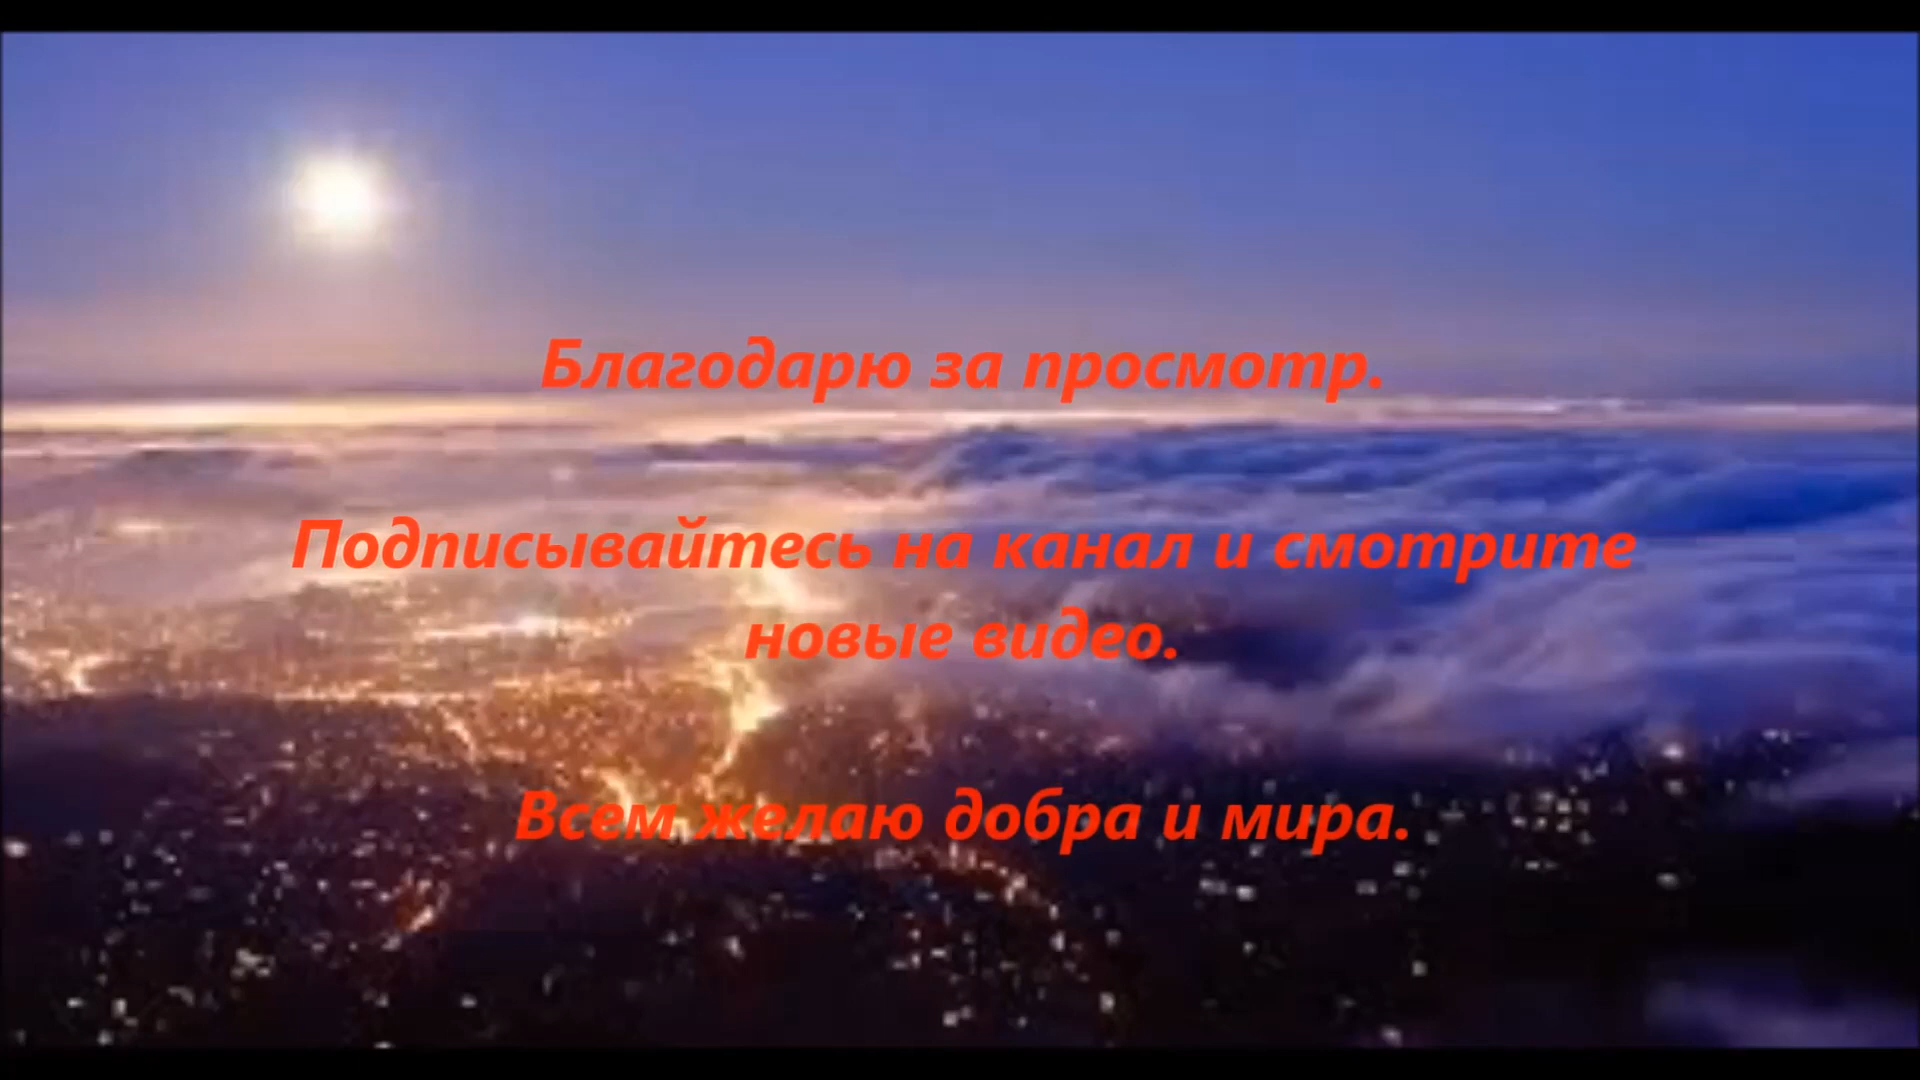 Благодарю за просмотр.
Подписывайтесь на канал и смотрите
новые видео.
Всем желаю добра и мира.